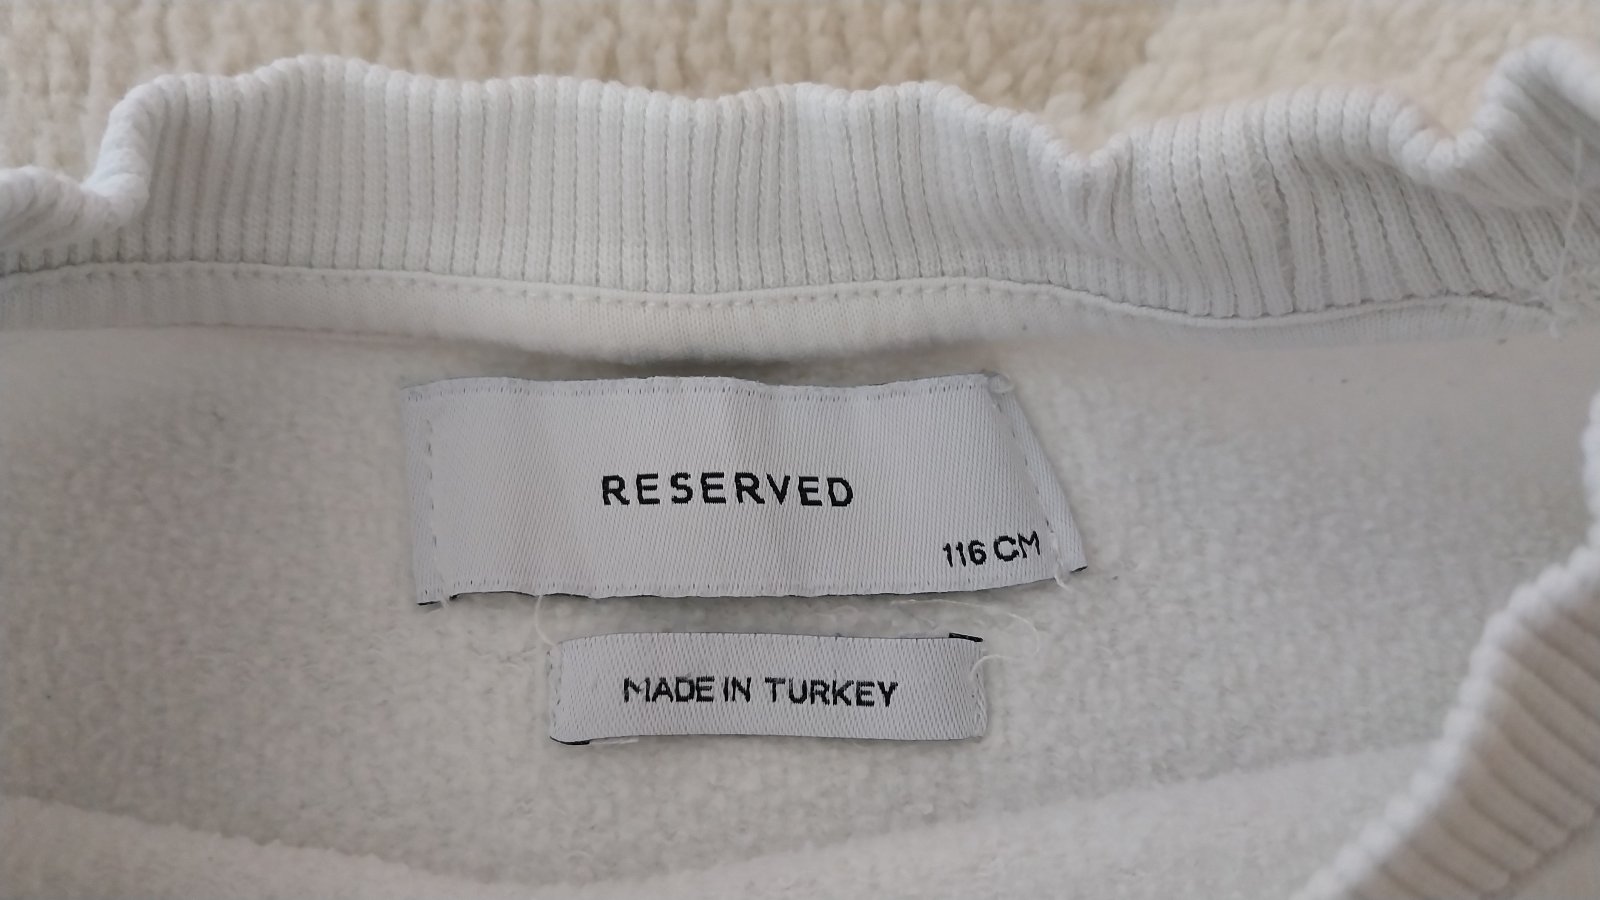 RESERVED
116 CM
MADE IN TURKEY